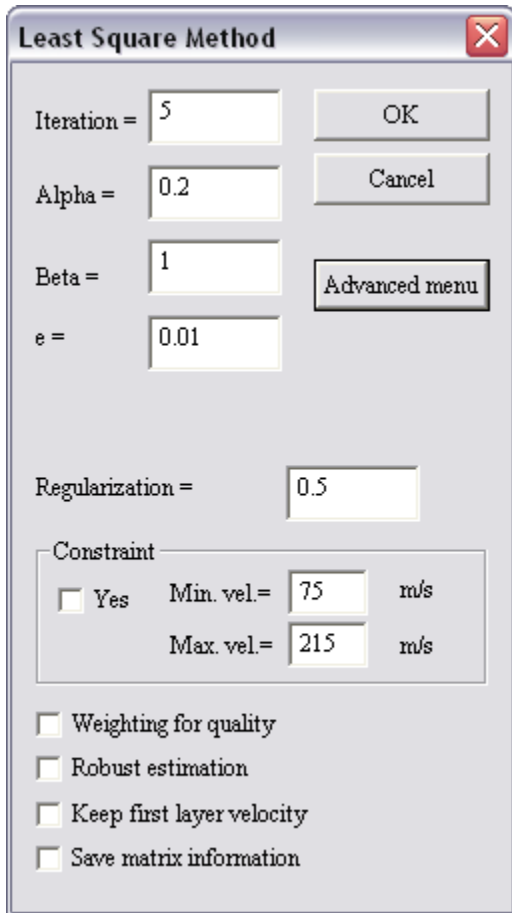 Least Square Method
Iteration = 5
OK
Alpha = 0.2
Cancel
Beta = 1
Advanced menu
e = 0.01
Regularization = 0.5
Constraint
Yes Min. vel.= 75 m/s
Max. vel.= 215 m/s
Weighting for quality
Robust estimation
Keep first layer velocity
Save matrix information